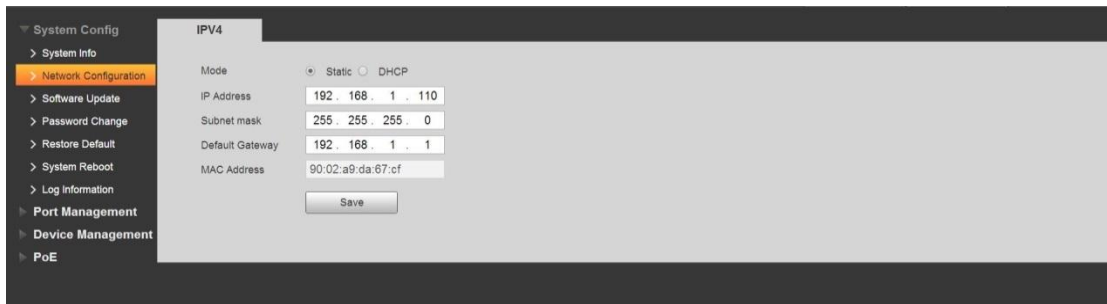 System Config
System Info
Network Configuration
Software Update
Password Change
Restore Default
System Reboot
Log Information
Port Management
Device Management
PoE
IPV4
Mode Static DHCP
IP Address 192 . 168 . 1 . 110
Subnet mask 255 . 255 . 255 . 0
Default Gateway 192 . 168 . 1 . 1
MAC Address 90:02:a9:da:67:cf
Save